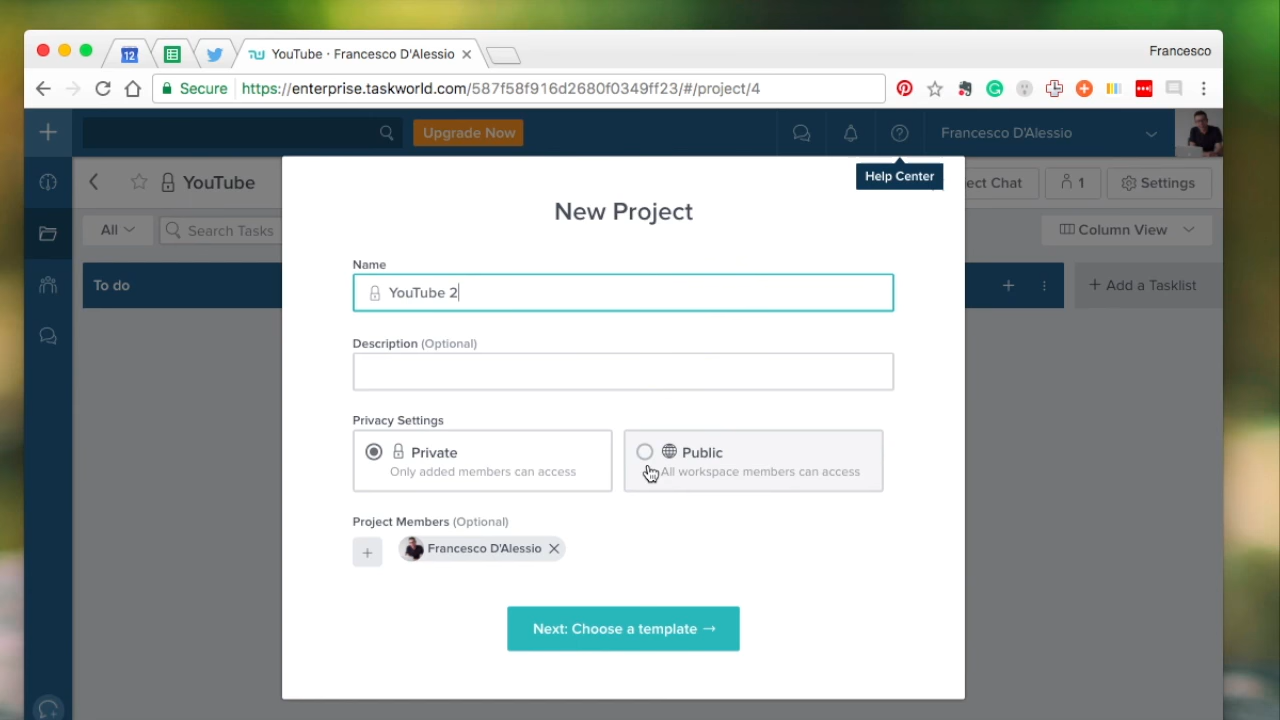 YouTube · Francesco D'Alessio
Francesco
12
Secure
https://enterprise.taskworld.com/587f58f916d2680f0349ff23/#/project/4
Upgrade Now
Francesco D'Alessio
Help Center
YouTube
ect Chat
1
Settings
All
Search Tasks
Column View
To do
+ Add a Tasklist
New Project
Name
YouTube 2
Description (Optional)
Privacy Settings
Private
Only added members can access
Public
All workspace members can access
Project Members (Optional)
Francesco D'Alessio
Next: Choose a template →